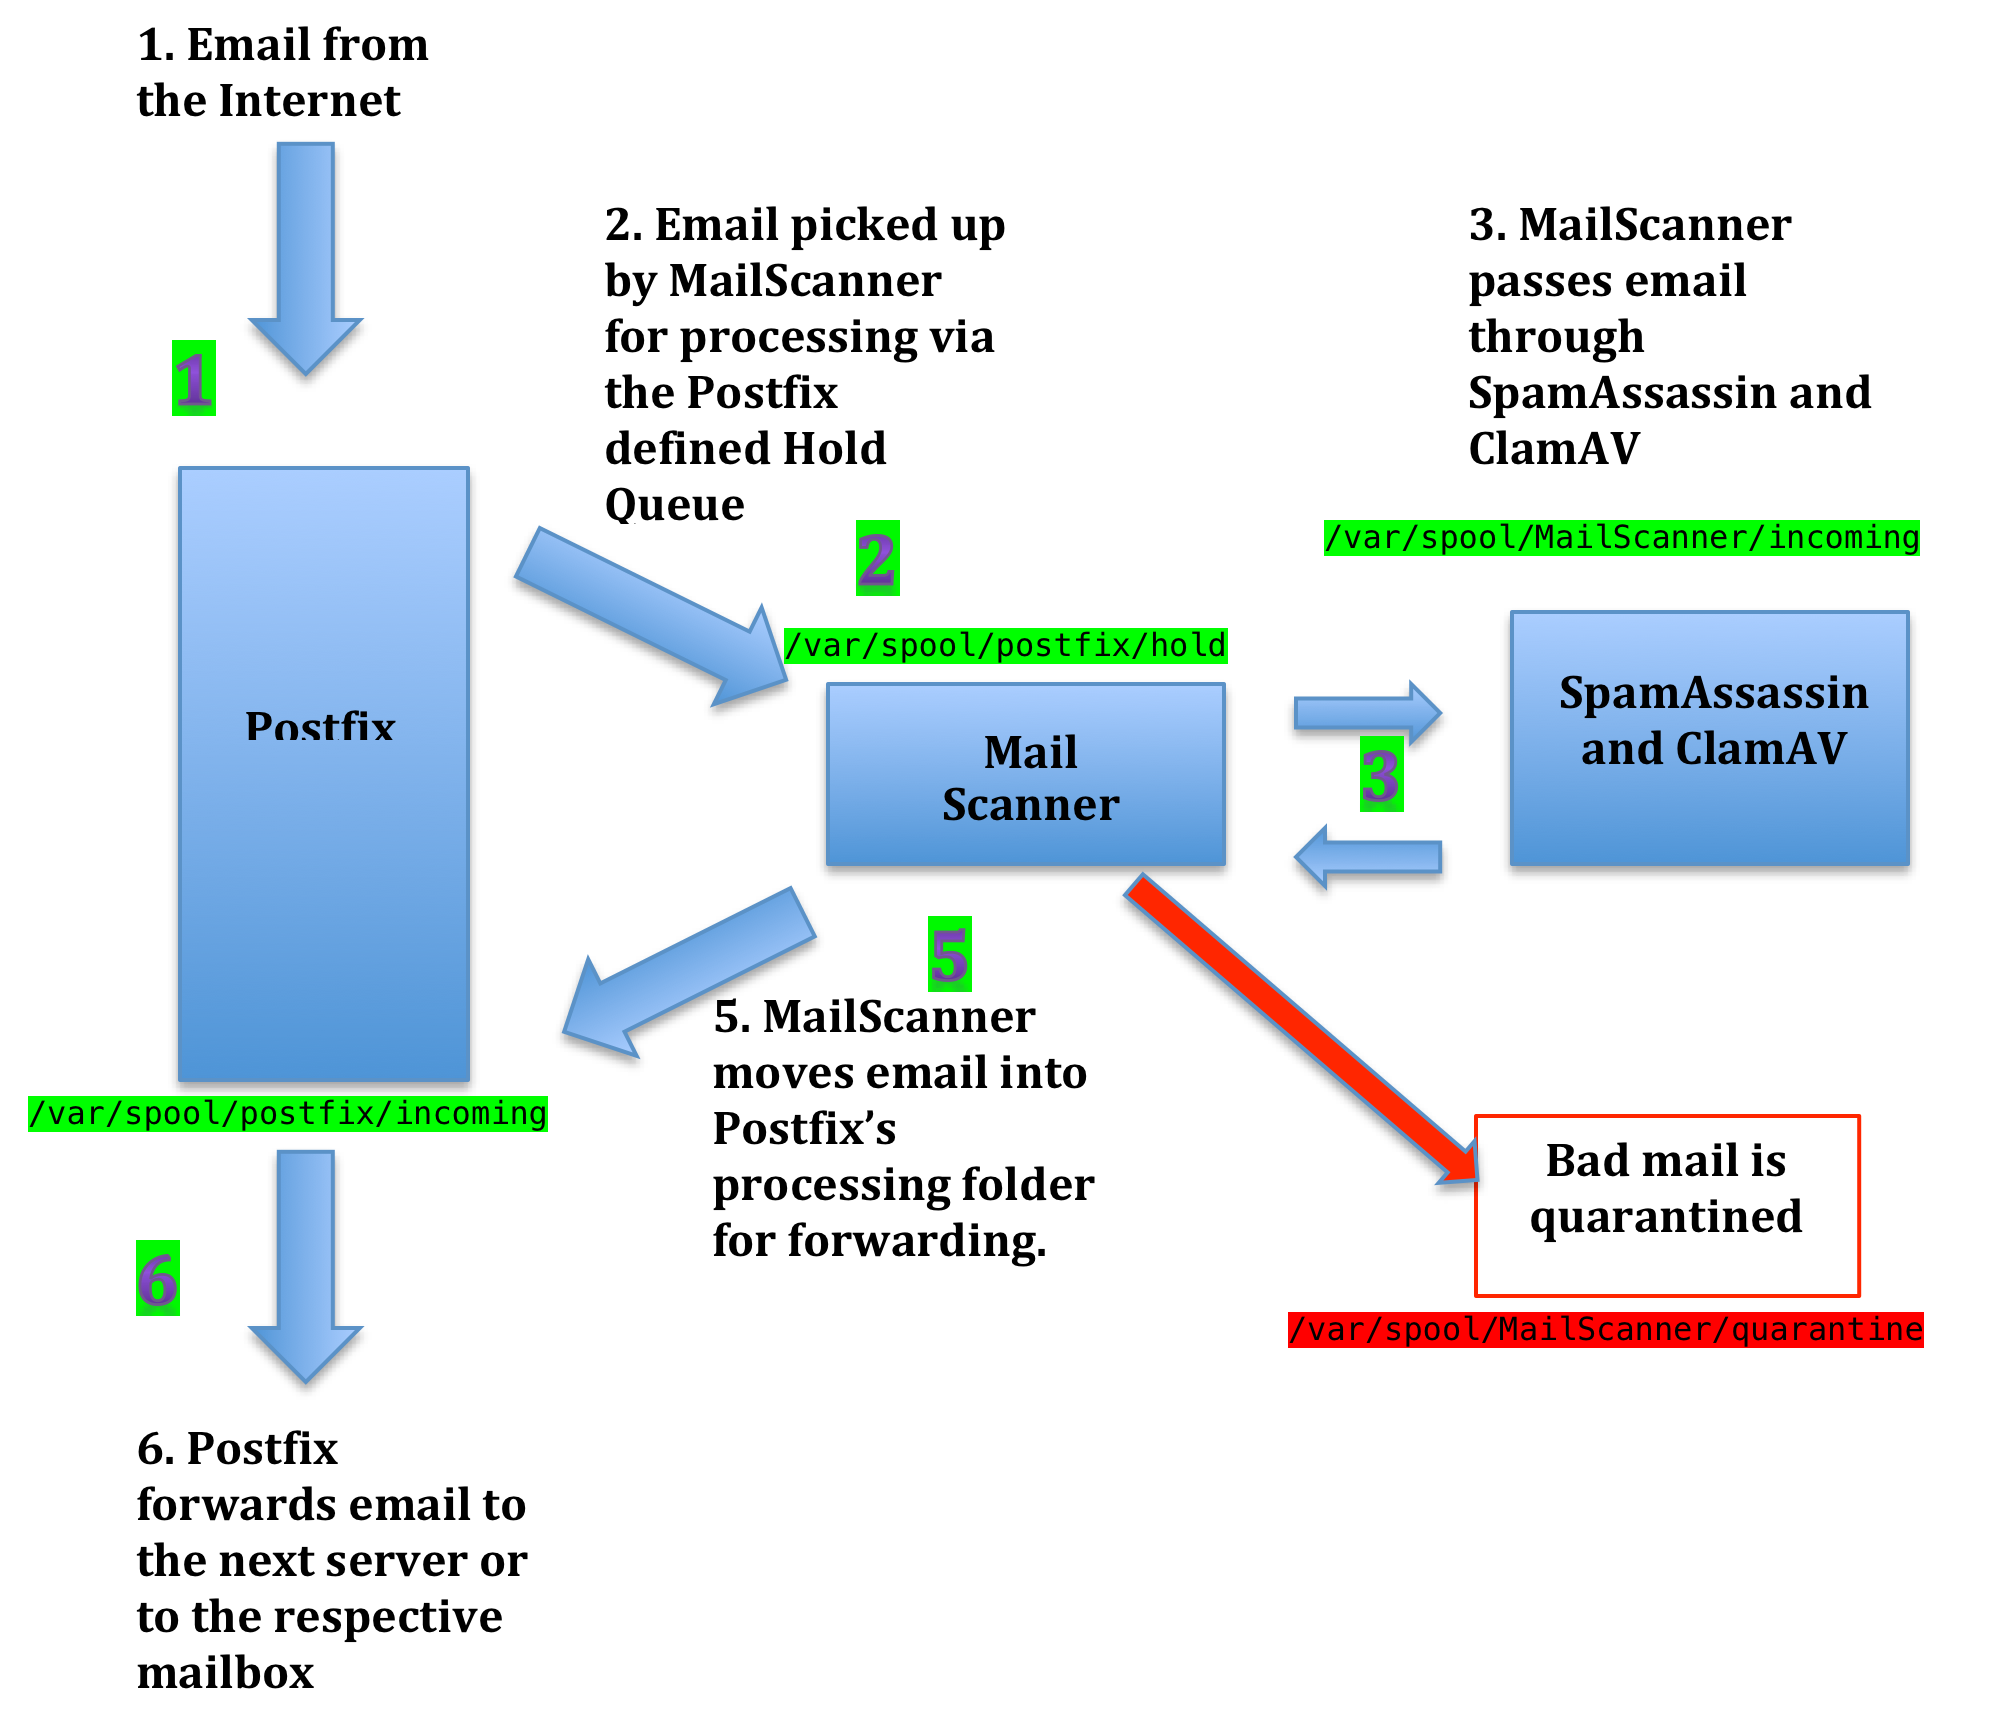 1. Email from
the Internet
1
2. Email picked up
by MailScanner
for processing via
the Postfix
defined Hold
Queue
2
/var/spool/postfix/hold
3. MailScanner
passes email
through
SpamAssassin and
ClamAV
/var/spool/MailScanner/incoming
Postfix
Mail
Scanner
3
SpamAssassin
and ClamAV
5
5. MailScanner
moves email into
Postfix’s
processing folder
for forwarding.
Bad mail is
quarantined
/var/spool/MailScanner/quarantine
/var/spool/postfix/incoming
6
6. Postfix
forwards email to
the next server or
to the respective
mailbox